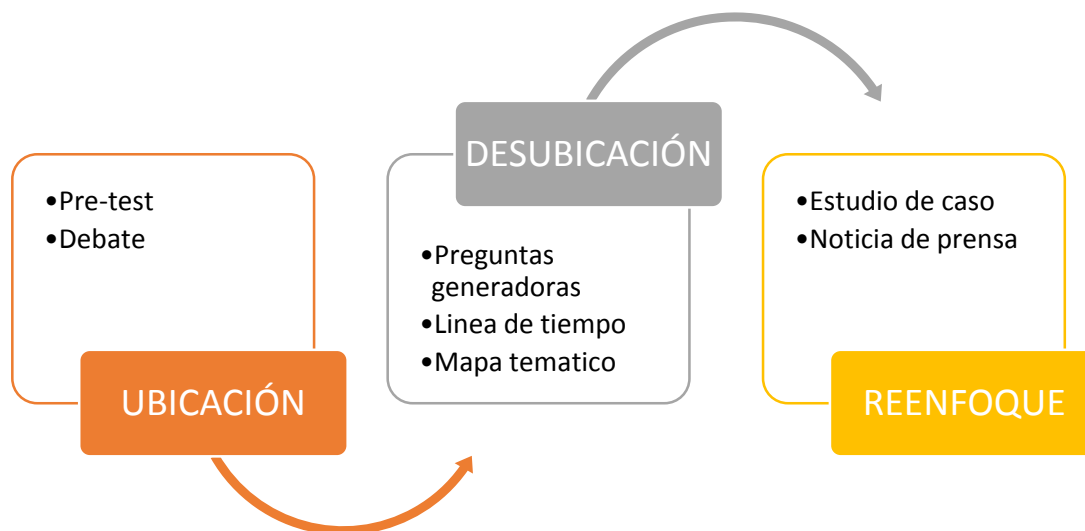 •Pre-test
•Debate
UBICACIÓN
DESUBICACIÓN
•Preguntas
generadoras
•Linea de tiempo
•Mapa tematico
•Estudio de caso
•Noticia de prensa
REENFOQUE